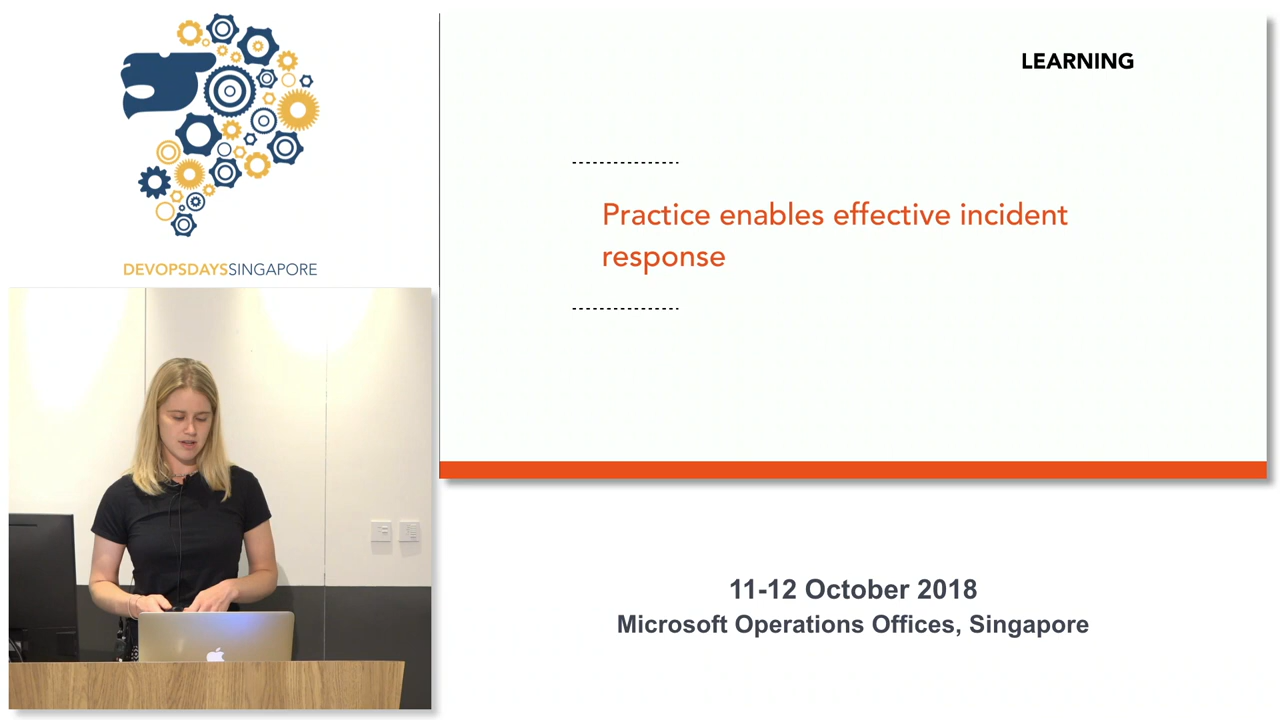 LEARNING
Practice enables effective incident
response
DEVOPSDAYSSINGAPORE
11-12 October 2018
Microsoft Operations Offices, Singapore